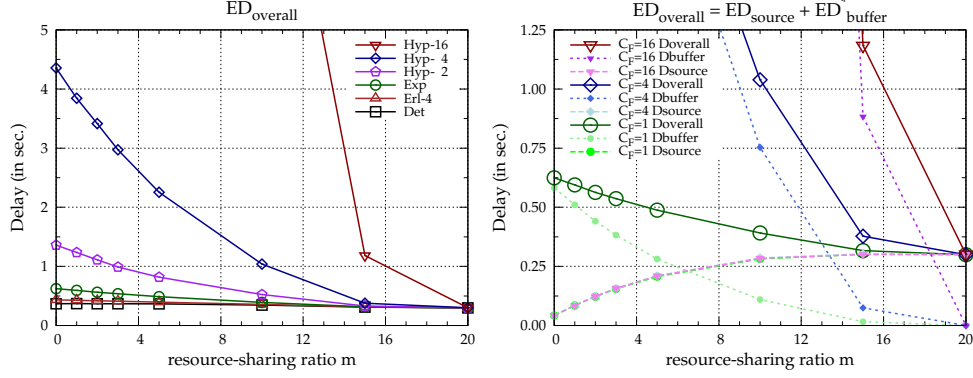 ED_overall
5
4
3
2
1
0
Delay (in sec.)
0
4
8
12
16
20
resource-sharing ratio m
Hyp-16
Hyp- 4
Hyp- 2
Exp
Erl-4
Det
ED_overall = ED_source + ED_buffer
1.25
1.00
0.75
0.50
0.25
0.00
Delay (in sec.)
0
4
8
12
16
20
resource-sharing ratio m
C_F=16 Doverall
C_F=16 Dbuffer
C_F=16 Dsource
C_F=4 Doverall
C_F=4 Dbuffer
C_F=4 Dsource
C_F=1 Doverall
C_F=1 Dbuffer
C_F=1 Dsource